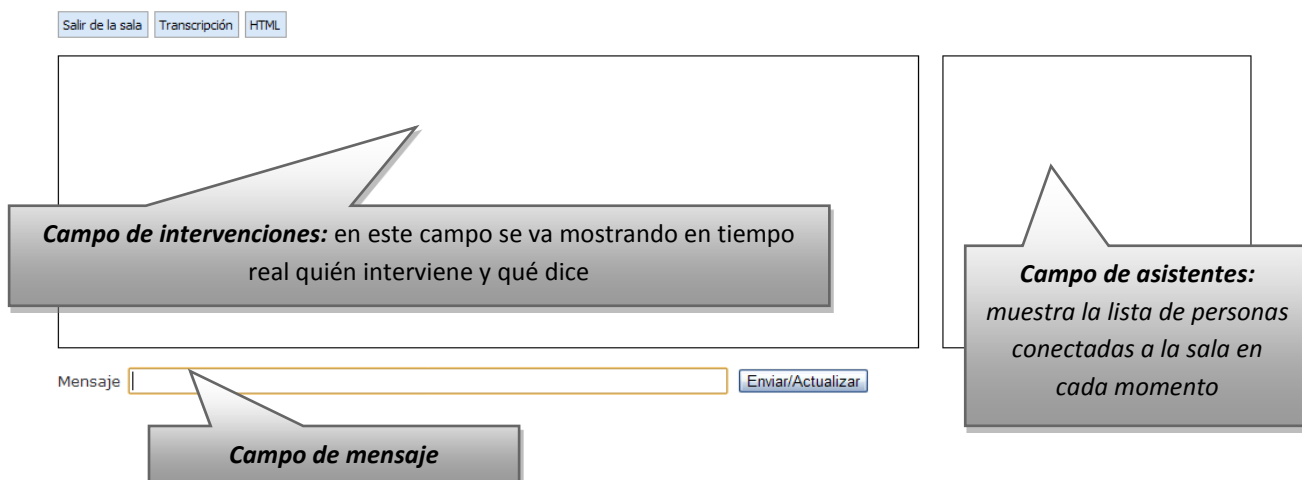 Salir de la sala Transcripción HTML
Campo de intervenciones: en este campo se va mostrando en tiempo
real quién interviene y qué dice
Campo de asistentes:
muestra la lista de personas
conectadas a la sala en
cada momento
Mensaje Enviar/Actualizar
Campo de mensaje